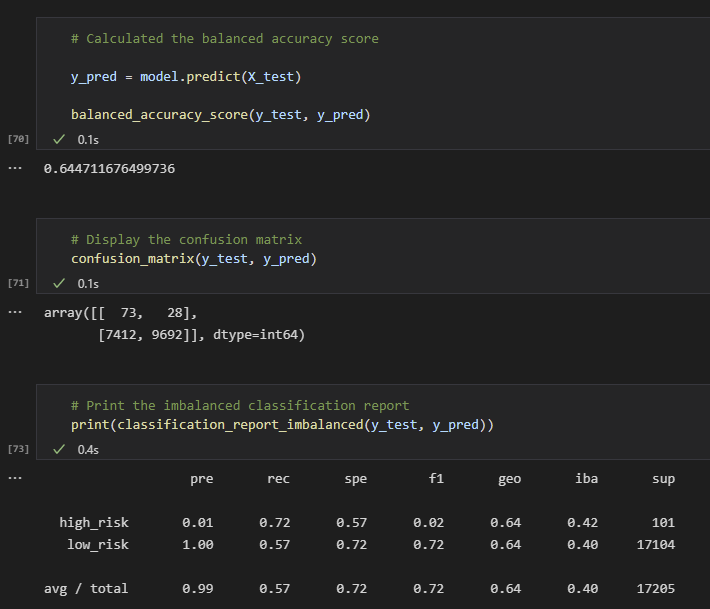 # Calculated the balanced accuracy score
y_pred = model.predict(X_test)
balanced_accuracy_score(y_test, y_pred)
[70] ✓ 0.1s
... 0.644711676499736
# Display the confusion matrix
confusion_matrix(y_test, y_pred)
[71] ✓ 0.1s
... array([[  73,   28],
       [7412, 9692]], dtype=int64)
# Print the imbalanced classification report
print(classification_report_imbalanced(y_test, y_pred))
[73] ✓ 0.4s
... pre rec spe f1 geo iba sup
high_risk 0.01 0.72 0.57 0.02 0.64 0.42 101
low_risk 1.00 0.57 0.72 0.72 0.64 0.40 17104
avg / total 0.99 0.57 0.72 0.72 0.64 0.40 17205